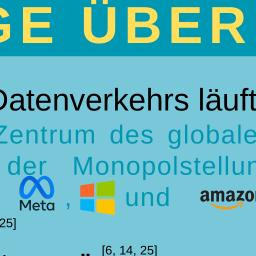 GE ÜBER
Datenverkehrs läuft
Zentrum des globale
der Monopolstellun
Meta , und amazon
25]
[6, 14, 25]